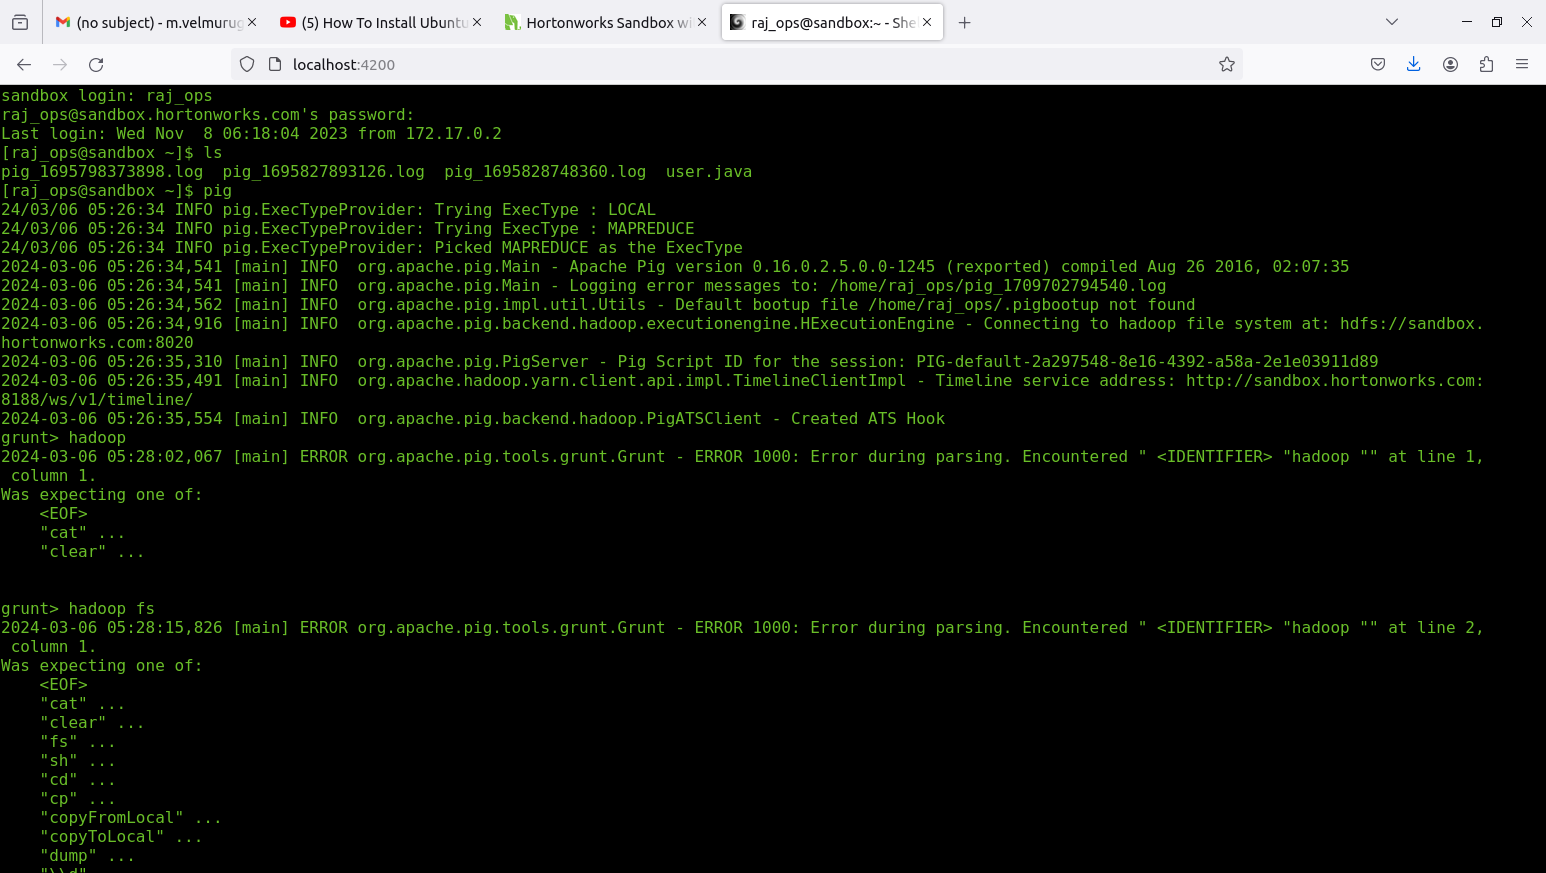 (no subject) - m.velmurug
(5) How To Install Ubuntu
Hortonworks Sandbox wi
raj_ops@sandbox:~ - She
localhost:4200
sandbox login: raj_ops
raj_ops@sandbox.hortonworks.com's password:
Last login: Wed Nov  8 06:18:04 2023 from 172.17.0.2
[raj_ops@sandbox ~]$ ls
pig_1695798373898.log  pig_1695827893126.log  pig_1695828748360.log  user.java
[raj_ops@sandbox ~]$ pig
24/03/06 05:26:34 INFO pig.ExecTypeProvider: Trying ExecType : LOCAL
24/03/06 05:26:34 INFO pig.ExecTypeProvider: Trying ExecType : MAPREDUCE
24/03/06 05:26:34 INFO pig.ExecTypeProvider: Picked MAPREDUCE as the ExecType
2024-03-06 05:26:34,541 [main] INFO  org.apache.pig.Main - Apache Pig version 0.16.0.2.5.0.0-1245 (rexported) compiled Aug 26 2016, 02:07:35
2024-03-06 05:26:34,541 [main] INFO  org.apache.pig.Main - Logging error messages to: /home/raj_ops/pig_1709702794540.log
2024-03-06 05:26:34,562 [main] INFO  org.apache.pig.impl.util.Utils - Default bootup file /home/raj_ops/.pigbootup not found
2024-03-06 05:26:34,916 [main] INFO  org.apache.pig.backend.hadoop.executionengine.HExecutionEngine - Connecting to hadoop file system at: hdfs://sandbox.
hortonworks.com:8020
2024-03-06 05:26:35,310 [main] INFO  org.apache.pig.PigServer - Pig Script ID for the session: PIG-default-2a297548-8e16-4392-a58a-2e1e03911d89
2024-03-06 05:26:35,491 [main] INFO  org.apache.hadoop.yarn.client.api.impl.TimelineClientImpl - Timeline service address: http://sandbox.hortonworks.com:
8188/ws/v1/timeline/
2024-03-06 05:26:35,554 [main] INFO  org.apache.pig.backend.hadoop.PigATSClient - Created ATS Hook
grunt> hadoop
2024-03-06 05:28:02,067 [main] ERROR org.apache.pig.tools.grunt.Grunt - ERROR 1000: Error during parsing. Encountered " <IDENTIFIER> "hadoop "" at line 1,
 column 1.
Was expecting one of:
    <EOF>
    "cat" ...
    "clear" ...
grunt> hadoop fs
2024-03-06 05:28:15,826 [main] ERROR org.apache.pig.tools.grunt.Grunt - ERROR 1000: Error during parsing. Encountered " <IDENTIFIER> "hadoop "" at line 2,
 column 1.
Was expecting one of:
    <EOF>
    "cat" ...
    "clear" ...
    "fs" ...
    "sh" ...
    "cd" ...
    "cp" ...
    "copyFromLocal" ...
    "copyToLocal" ...
    "dump" ...